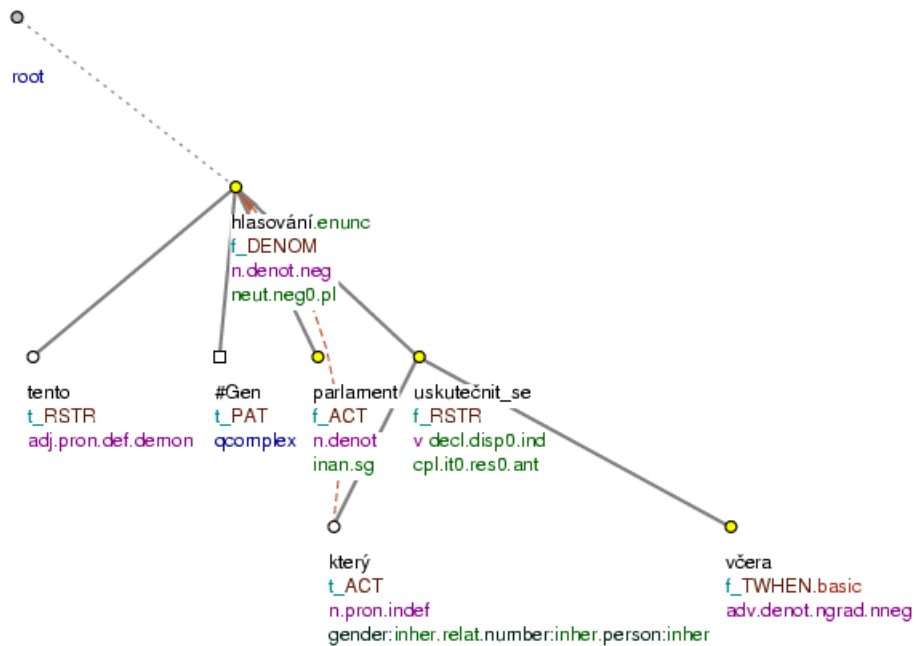 root
hlasování.enunc
f_DENOM
n.denot.neg
neut.neg0.pl
tento
t_RSTR
adj.pron.def.demon
#Gen
t_PAT
qcomplex
parlament
f_ACT
n.denot
inan.sg
uskutečnit_se
f_RSTR
v decl.disp0.ind
cpl.it0.res0.ant
který
t_ACT
n.pron.indef
gender:inher.relat.number:inher.person:inher
včera
f_TWHEN.basic
adv.denot.ngrad.nneg